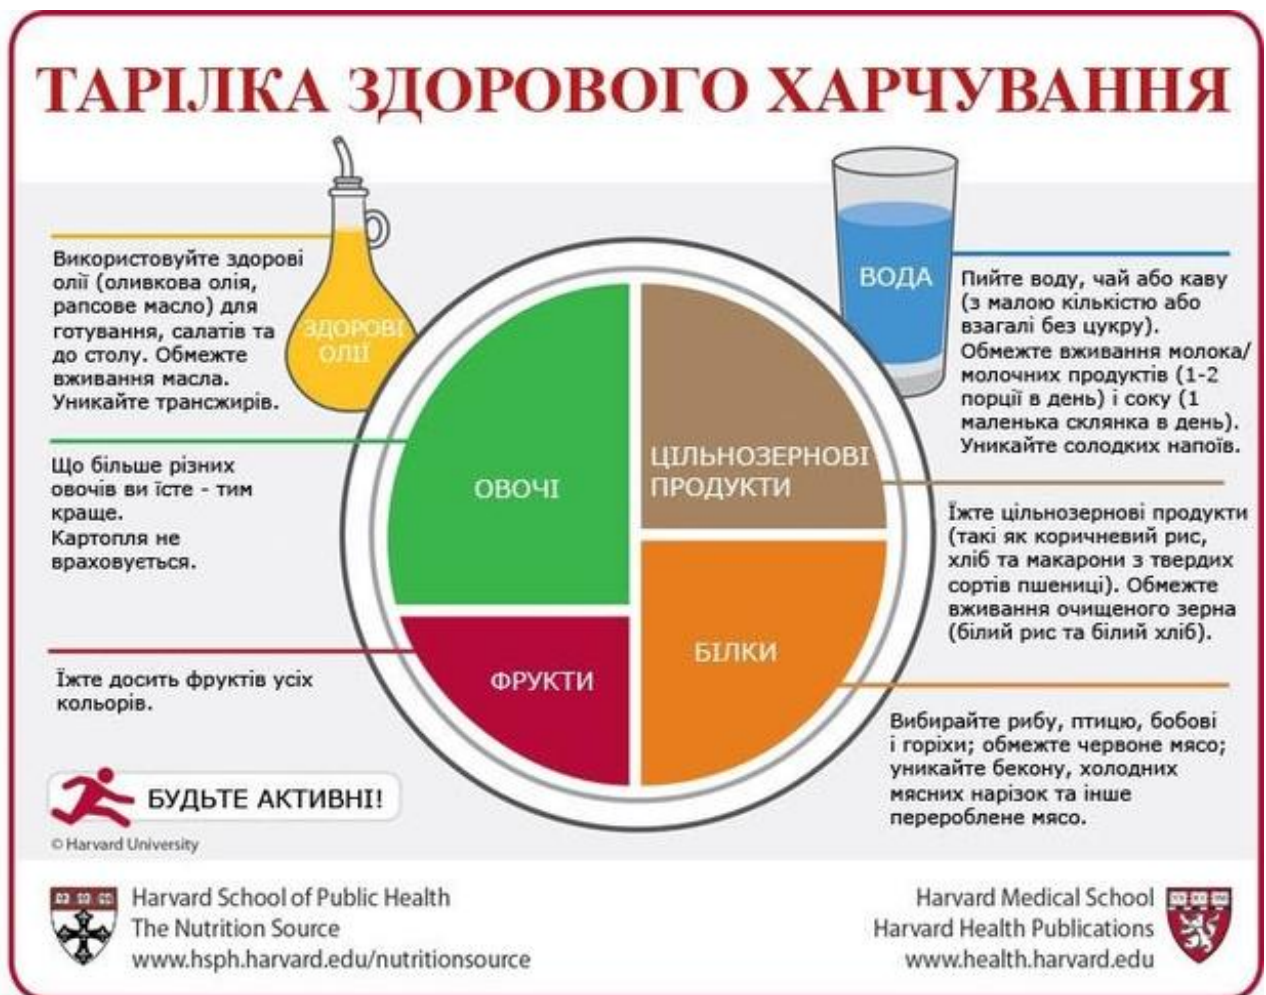 ТАРІЛКА ЗДОРОВОГО ХАРЧУВАННЯ
Використовуйте здорові
олії (оливкова олія,
рапсове масло) для
готування, салатів та
до столу. Обмежте
вживання масла.
Уникайте трансжирів.
ЗДОРОВІ
ОЛІЇ
Що більше різних
овочів ви їсте - тим
краще.
Картопля не
враховується.
Їжте досить фруктів усіх
кольорів.
ОВОЧІ
ФРУКТИ
ЦІЛЬНОЗЕРНОВІ
ПРОДУКТИ
БІЛКИ
ВОДА
Пийте воду, чай або каву
(з малою кількістю або
взагалі без цукру).
Обмежте вживання молока/
молочних продуктів (1-2
порції в день) і соку (1
маленька склянка в день).
Уникайте солодких напоїв.
Їжте цільнозернові продукти
(такі як коричневий рис,
хліб та макарони з твердих
сортів пшениці). Обмежте
вживання очищеного зерна
(білий рис та білий хліб).
Вибирайте рибу, птицю, бобові
і горіхи; обмежте червоне мясо;
уникайте бекону, холодних
мясних нарізок та інше
перероблене мясо.
БУДЬТЕ АКТИВНІ!
© Harvard University
Harvard School of Public Health
The Nutrition Source
www.hsph.harvard.edu/nutritionsource
Harvard Medical School
Harvard Health Publications
www.health.harvard.edu